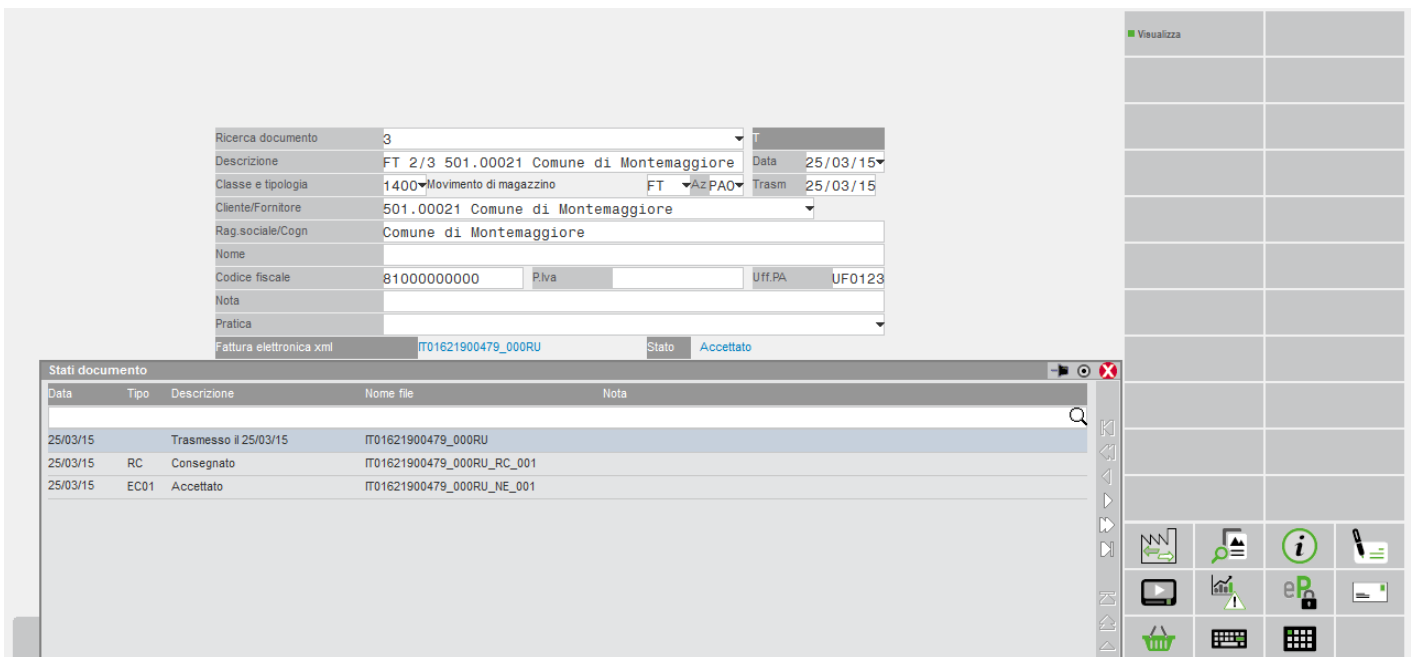 Visualizza
Ricerca documento 3 T
Descrizione FT 2/3 501.00021 Comune di Montemaggiore Data 25/03/15
Classe e tipologia 1400 Movimento di magazzino FT Az PA0 Trasm 25/03/15
Cliente/Fornitore 501.00021 Comune di Montemaggiore
Rag.sociale/Cogn Comune di Montemaggiore
Nome
Codice fiscale 81000000000 P.Iva Uff.PA UF0123
Nota
Pratica
Fattura elettronica xml IT01621900479_000RU Stato Accettato
Stati documento
Data Tipo Descrizione Nome file Nota
25/03/15 Trasmesso il 25/03/15 IT01621900479_000RU
25/03/15 RC Consegnato IT01621900479_000RU_RC_001
25/03/15 EC01 Accettato IT01621900479_000RU_NE_001
i
eP